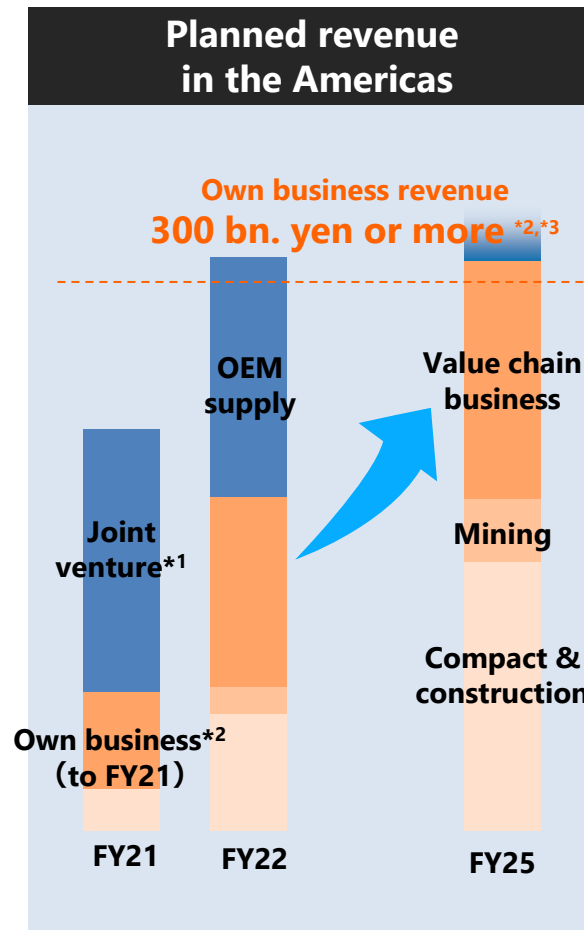 Planned revenue
in the Americas
Own business revenue
300 bn. yen or more *2,*3
OEM
supply
Value chain
business
Joint
venture*1
Mining
Compact &
construction
Own business*2
（to FY21）
FY21
FY22
FY25